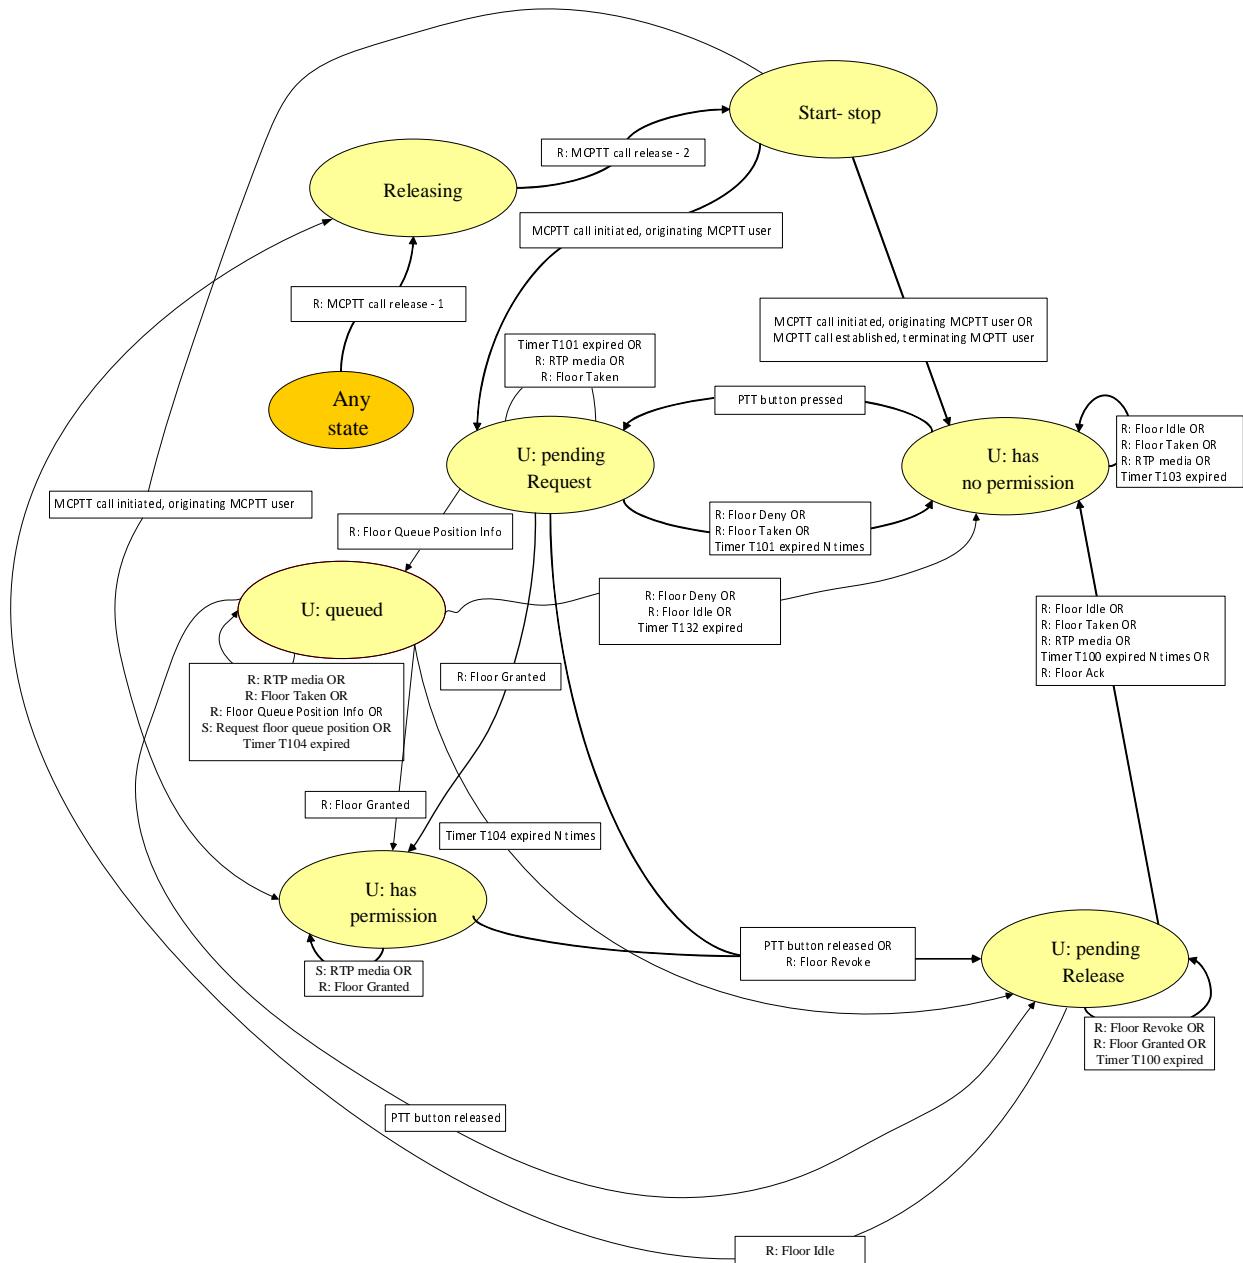 Start- stop
R: MCPTT call release - 2
Releasing
MCPTT call initiated, originating MCPTT user
R: MCPTT call release - 1
MCPTT call initiated, originating MCPTT user OR
MCPTT call established, terminating MCPTT user
Timer T101 expired OR
R: RTP media OR
R: Floor Taken
Any
state
PTT button pressed
R: Floor Idle OR
R: Floor Taken OR
R: RTP media OR
Timer T103 expired
U: pending
Request
U: has
no permission
MCPTT call initiated, originating MCPTT user
R: Floor Queue Position Info
R: Floor Deny OR
R: Floor Taken OR
Timer T101 expired N times
U: queued
R: Floor Deny OR
R: Floor Idle OR
Timer T132 expired
R: Floor Idle OR
R: Floor Taken OR
R: RTP media OR
Timer T100 expired N times OR
R: Floor Ack
R: RTP media OR
R: Floor Taken OR
R: Floor Queue Position Info OR
S: Request floor queue position OR
Timer T104 expired
R: Floor Granted
R: Floor Granted
Timer T104 expired N times
U: has
permission
PTT button released OR
R: Floor Revoke
U: pending
Release
S: RTP media OR
R: Floor Granted
R: Floor Revoke OR
R: Floor Granted OR
Timer T100 expired
PTT button released
R: Floor Idle